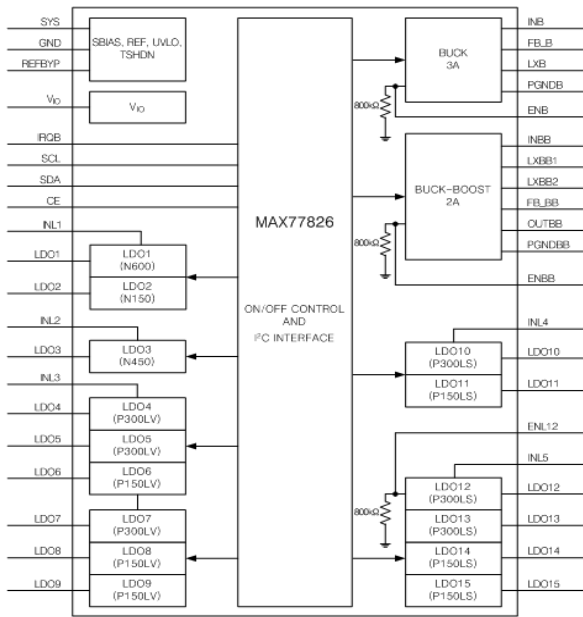 SYS
GND
REFBYP
SBIAS, REF, UVLO,
TSHDN
VIO
VIO
IRQB
SCL
SDA
CE
INL1
LDO1
LDO2
LDO1
(N600)
LDO2
(N150)
INL2
LDO3
LDO3
(N450)
INL3
LDO4
LDO5
LDO6
LDO4
(P300LV)
LDO5
(P300LV)
LDO6
(P150LV)
LDO7
LDO8
LDO9
LDO7
(P300LV)
LDO8
(P150LV)
LDO9
(P150LV)
MAX77826
ON/OFF CONTROL
AND
I²C INTERFACE
BUCK
3A
800kΩ
INB
FB_B
LXB
PGNDB
ENB
BUCK-BOOST
2A
800kΩ
INBB
LXBB1
LXBB2
FB_BB
OUTBB
PGNDBB
ENBB
INL4
LDO10
(P300LS)
LDO11
(P150LS)
LDO10
LDO11
ENL12
INL5
800kΩ
LDO12
(P300LS)
LDO13
(P300LS)
LDO14
(P150LS)
LDO15
(P150LS)
LDO12
LDO13
LDO14
LDO15